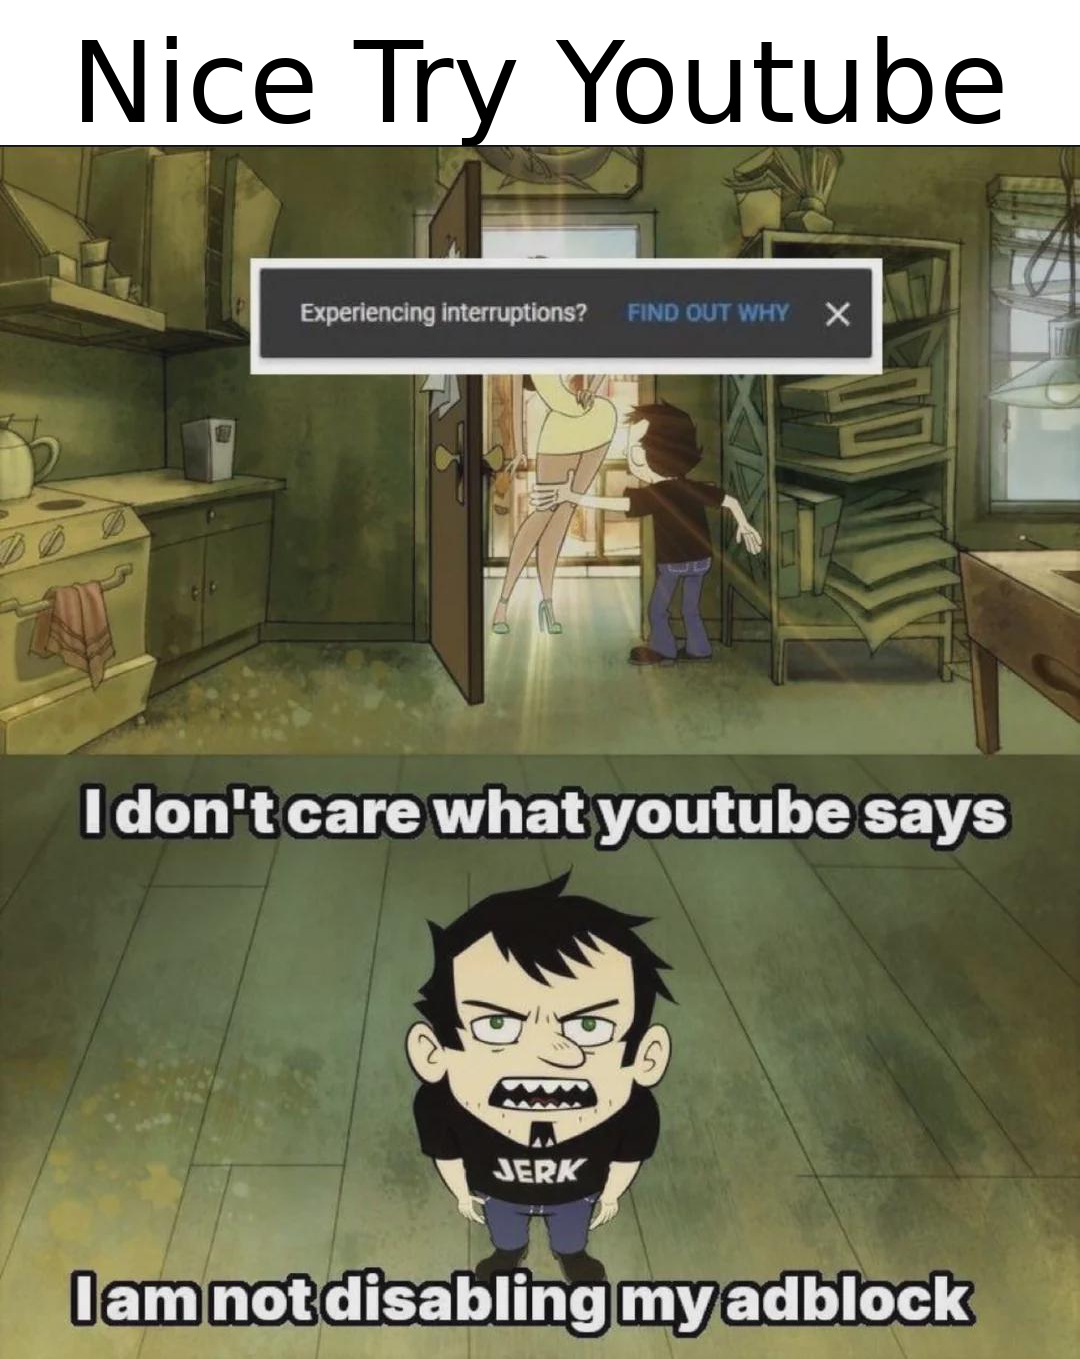 Nice Try Youtube
Experiencing interruptions? FIND OUT WHY
I don't care what youtube says
JERK
I am not disabling my adblock